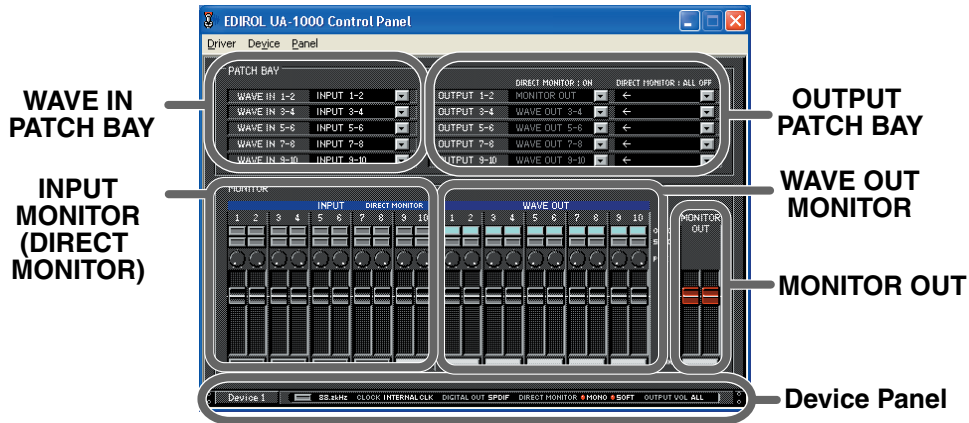 EDIROL UA-1000 Control Panel
Driver Device Panel
PATCH BAY
DIRECT MONITOR : ON DIRECT MONITOR : ALL OFF
WAVE IN 1-2 INPUT 1-2 OUTPUT 1-2 MONITOR OUT ←
WAVE IN 3-4 INPUT 3-4 OUTPUT 3-4 WAVE OUT 3-4 ←
WAVE IN 5-6 INPUT 5-6 OUTPUT 5-6 WAVE OUT 5-6 ←
WAVE IN 7-8 INPUT 7-8 OUTPUT 7-8 WAVE OUT 7-8 ←
WAVE IN 9-10 INPUT 9-10 OUTPUT 9-10 WAVE OUT 9-10 ←
WAVE IN
PATCH BAY
OUTPUT
PATCH BAY
INPUT
MONITOR
(DIRECT
MONITOR)
WAVE OUT
MONITOR
MONITOR OUT
MONITOR
INPUT DIRECT MONITOR WAVE OUT
1 2 3 4 5 6 7 8 9 10 1 2 3 4 5 6 7 8 9 10
MONITOR
OUT
Device 1 88.2kHz CLOCK INTERNAL CLK DIGITAL OUT SPDIF DIRECT MONITOR MONO SOFT OUTPUT VOL ALL
Device Panel